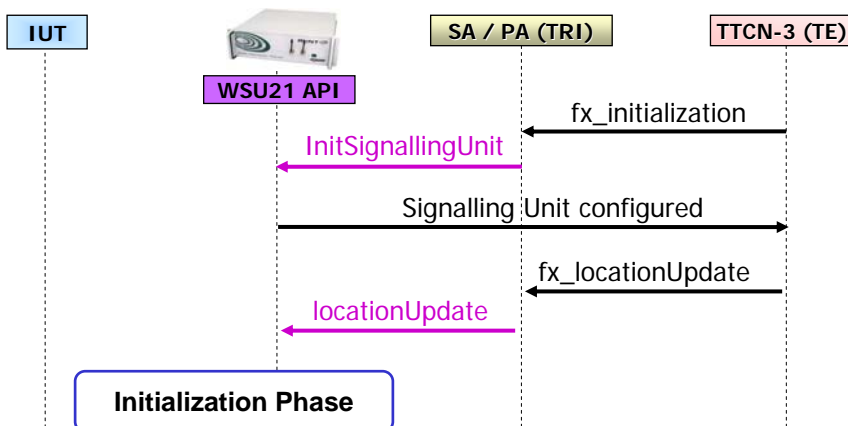 IUT
SA / PA (TRI)
TTCN-3 (TE)
WSU21 API
fx_initialization
InitSignallingUnit
Signalling Unit configured
fx_locationUpdate
locationUpdate
Initialization Phase